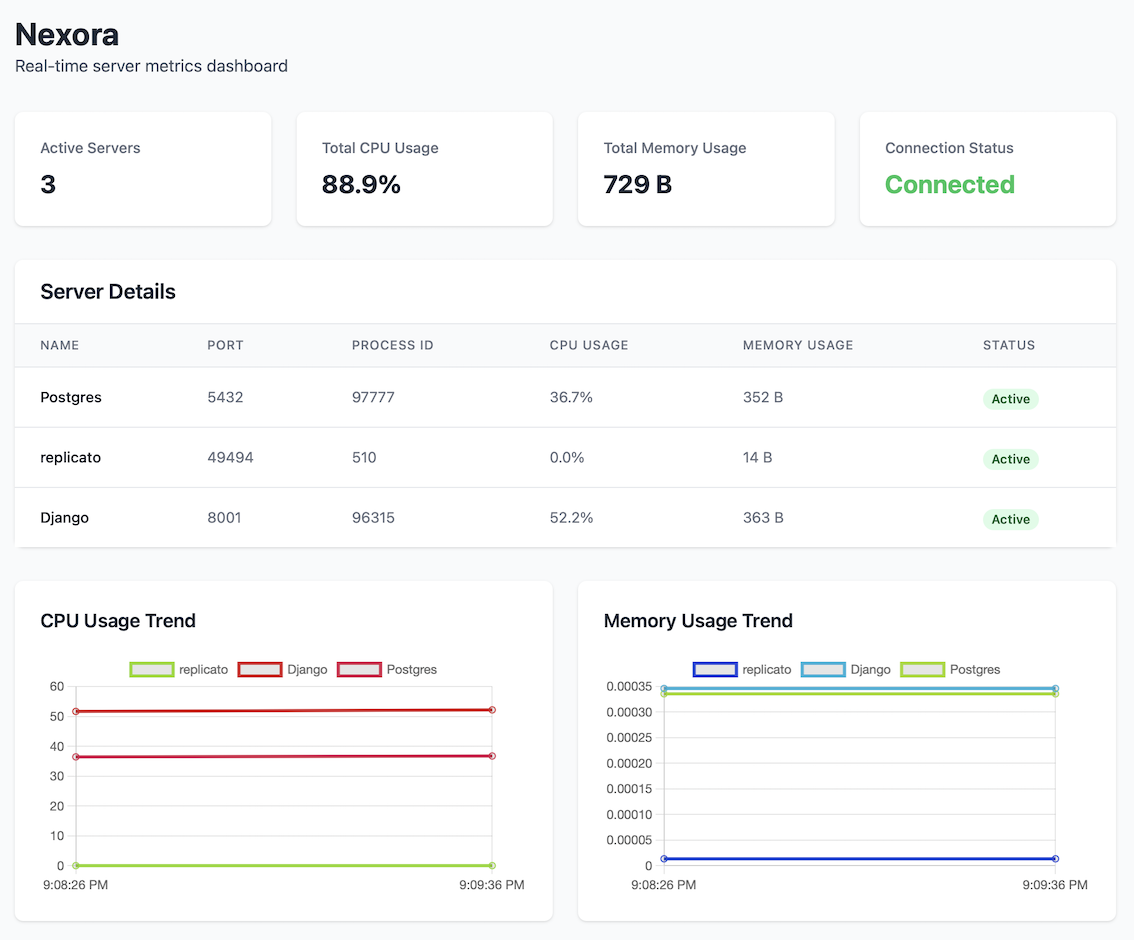 Nexora
Real-time server metrics dashboard
Active Servers
3
Total CPU Usage
88.9%
Total Memory Usage
729 B
Connection Status
Connected
Server Details
NAME PORT PROCESS ID CPU USAGE MEMORY USAGE STATUS
Postgres 5432 97777 36.7% 352 B Active
replicato 49494 510 0.0% 14 B Active
Django 8001 96315 52.2% 363 B Active
CPU Usage Trend
replicato Django Postgres
60
50
40
30
20
10
0
9:08:26 PM 9:09:36 PM
Memory Usage Trend
replicato Django Postgres
0.00035
0.00030
0.00025
0.00020
0.00015
0.00010
0.00005
0
9:08:26 PM 9:09:36 PM